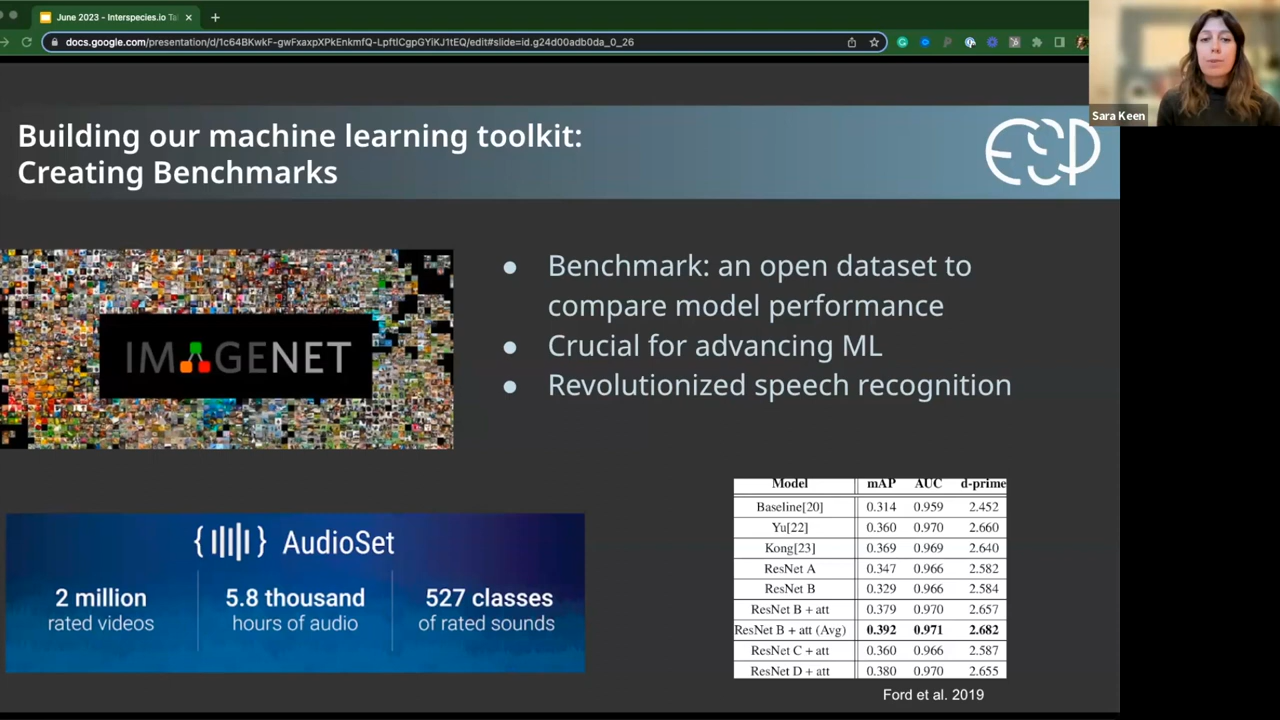 June 2023 - Interspecies.io Tal
docs.google.com/presentation/d/1c64BKwkF-gwFxaxpXPkEnkmfQ-LpftlCgpGYiKJ1tEQ/edit#slide=id.g24d00adb0da_0_26
Sara Keen
Building our machine learning toolkit:
Creating Benchmarks
ESP
IMAGENET
● Benchmark: an open dataset to
compare model performance
● Crucial for advancing ML
● Revolutionized speech recognition
AudioSet
2 million
rated videos
5.8 thousand
hours of audio
527 classes
of rated sounds
Model mAP AUC d-prime
Baseline[20] 0.314 0.959 2.452
Yu[22] 0.360 0.970 2.660
Kong[23] 0.369 0.969 2.640
ResNet A 0.347 0.966 2.582
ResNet B 0.329 0.966 2.584
ResNet B + att 0.379 0.970 2.657
ResNet B + att (Avg) 0.392 0.971 2.682
ResNet C + att 0.360 0.966 2.587
ResNet D + att 0.380 0.970 2.655
Ford et al. 2019